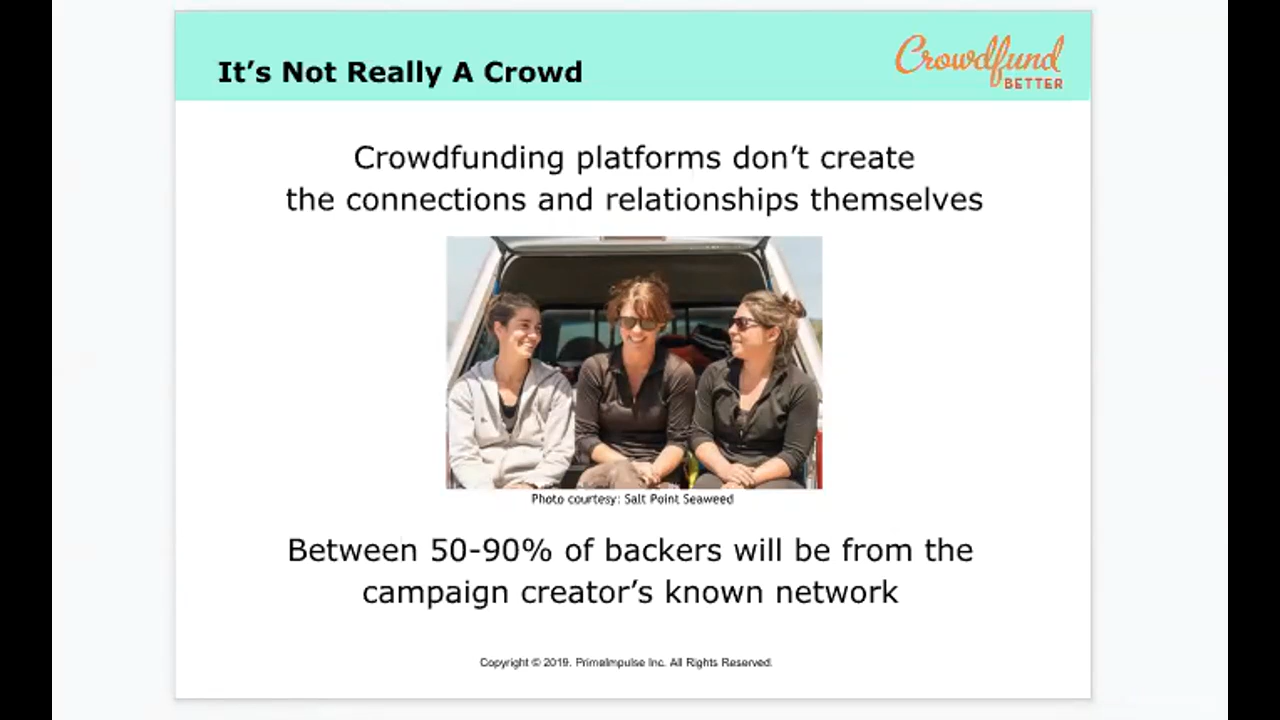 It's Not Really A Crowd
Crowdfund
BETTER
Crowdfunding platforms don't create
the connections and relationships themselves
Photo courtesy: Salt Point Seaweed
Between 50-90% of backers will be from the
campaign creator's known network
Copyright © 2019. PrimeImpulse Inc. All Rights Reserved.